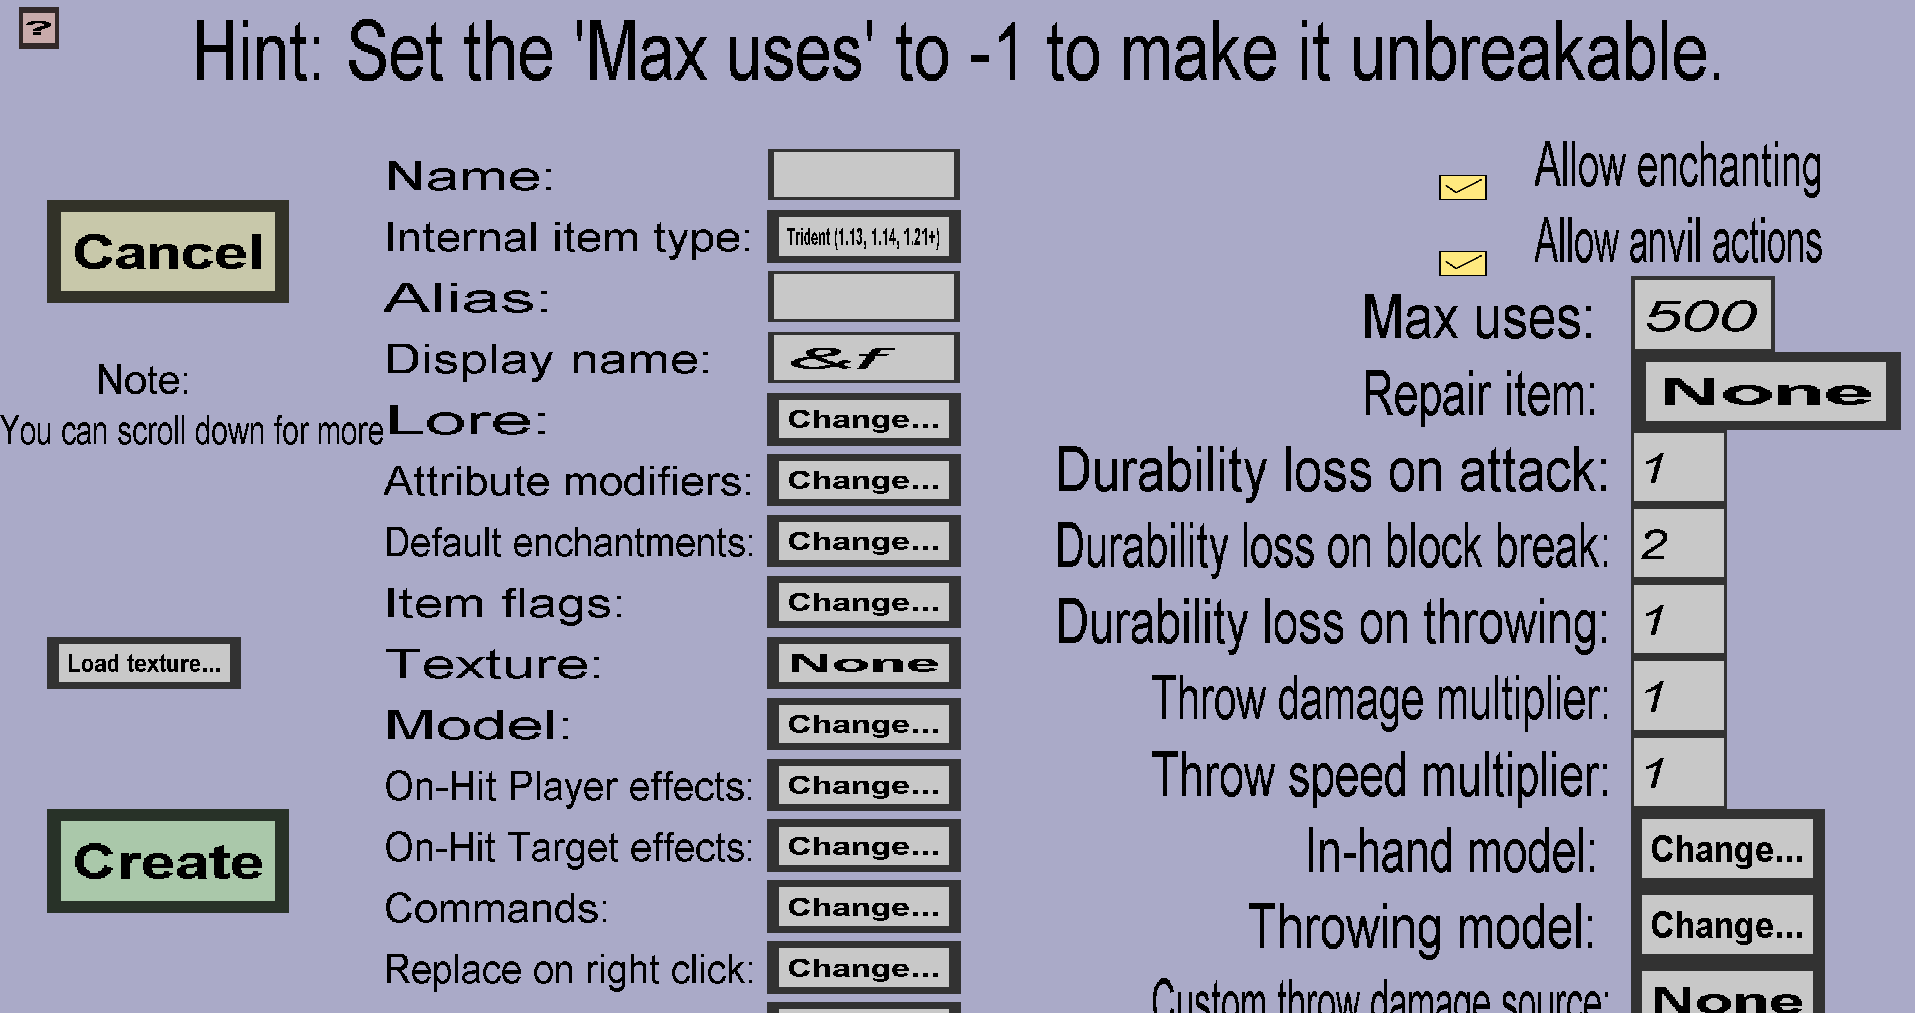 ?
Hint: Set the 'Max uses' to -1 to make it unbreakable.
Cancel
Note:
You can scroll down for more
Load texture...
Create
Name:
Internal item type: Trident (1.13, 1.14, 1.21+)
Alias:
Display name: &f
Lore: Change...
Attribute modifiers: Change...
Default enchantments: Change...
Item flags: Change...
Texture: None
Model: Change...
On-Hit Player effects: Change...
On-Hit Target effects: Change...
Commands: Change...
Replace on right click: Change...
Allow enchanting
Allow anvil actions
Max uses: 500
Repair item: None
Durability loss on attack: 1
Durability loss on block break: 2
Durability loss on throwing: 1
Throw damage multiplier: 1
Throw speed multiplier: 1
In-hand model: Change...
Throwing model: Change...
Custom throw damage source: None